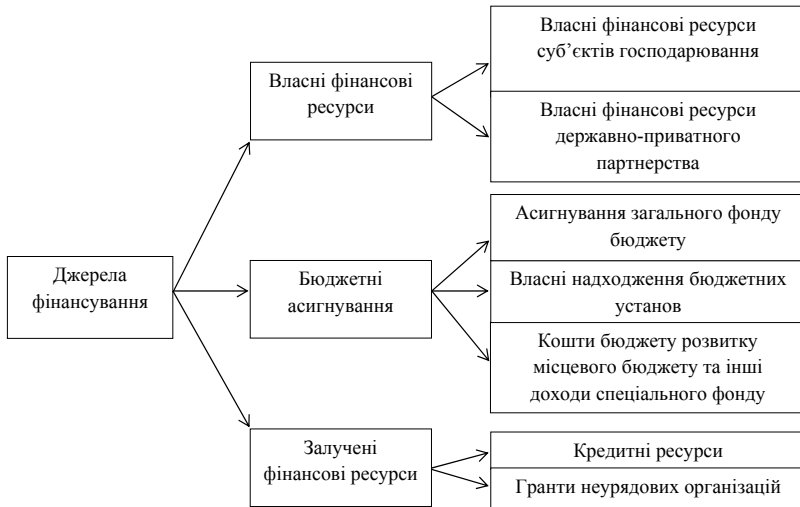 Джерела
фінансування
Власні фінансові
ресурси
Власні фінансові ресурси
суб’єктів господарювання
Власні фінансові ресурси
державно-приватного
партнерства
Бюджетні
асигнування
Асигнування загального фонду
бюджету
Власні надходження бюджетних
установ
Кошти бюджету розвитку
місцевого бюджету та інші
доходи спеціального фонду
Залучені
фінансові ресурси
Кредитні ресурси
Гранти неурядових організацій